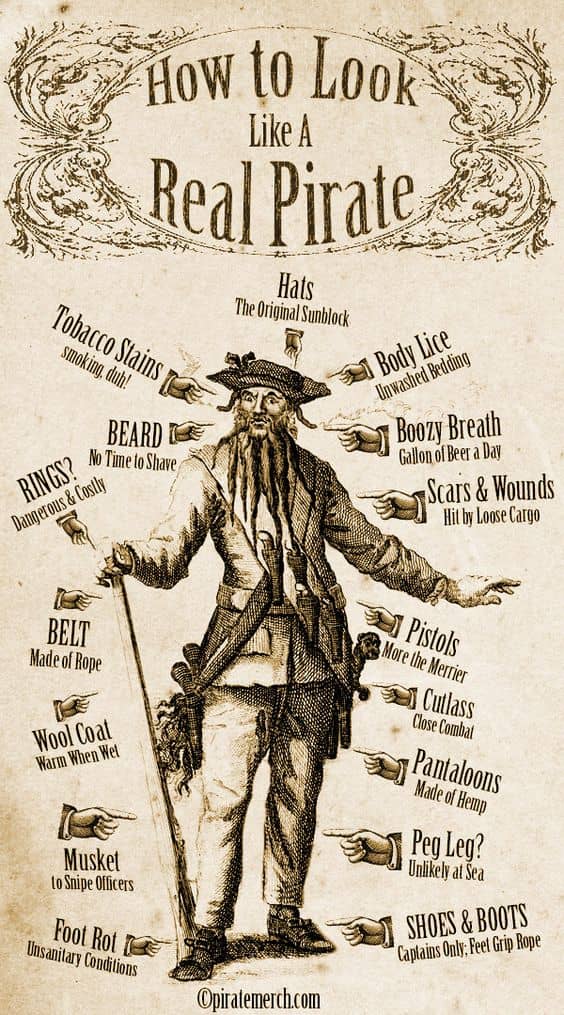 How to Look
Like A
Real Pirate
Hats
The Original Sunblock
Tobacco Stains
smoking, duh!
Body Lice
Unwashed Bedding
BEARD
No Time to Shave
Boozy Breath
Gallon of Beer a Day
RINGS?
Dangerous & Costly
Scars & Wounds
Hit by Loose Cargo
BELT
Made of Rope
Pistols
More the Merrier
Wool Coat
Warm When Wet
Cutlass
Close Combat
Pantaloons
Made of Hemp
Musket
to Snipe Officers
Peg Leg?
Unlikely at Sea
Foot Rot
Unsanitary Conditions
SHOES & BOOTS
Captains Only; Feet Grip Rope
©piratemerch.com